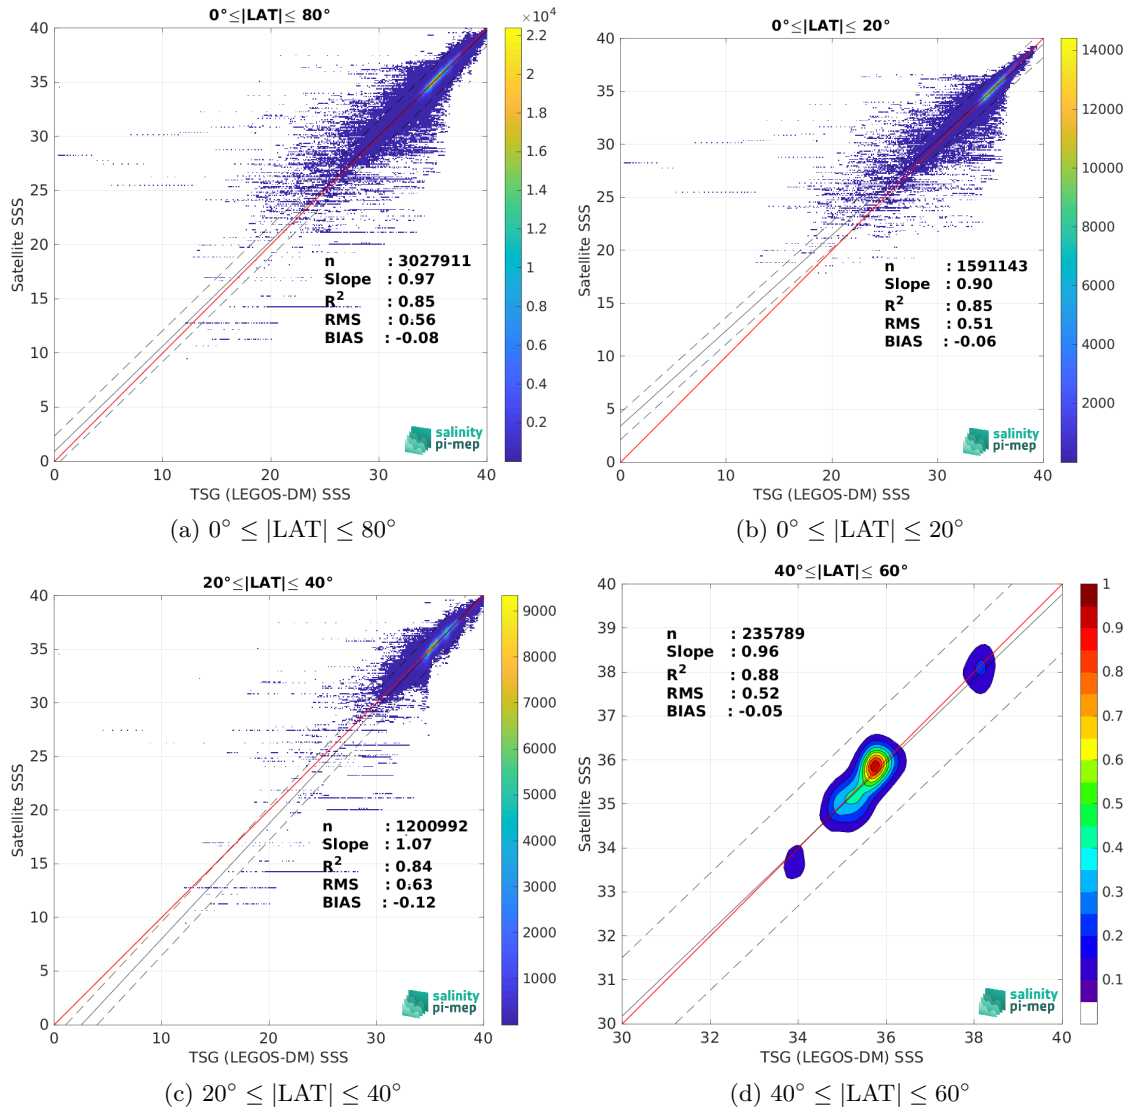 0°≤|LAT|≤ 80°
×10⁴
40
35
30
25
20
15
10
5
0
Satellite SSS
n : 3027911
Slope : 0.97
R² : 0.85
RMS : 0.56
BIAS : -0.08
salinity
pi-mep
0 10 20 30 40
TSG (LEGOS-DM) SSS
2.2
2
1.8
1.6
1.4
1.2
1
0.8
0.6
0.4
0.2
(a) 0° ≤ |LAT| ≤ 80°
0°≤|LAT|≤ 20°
40
35
30
25
20
15
10
5
0
Satellite SSS
n : 1591143
Slope : 0.90
R² : 0.85
RMS : 0.51
BIAS : -0.06
salinity
pi-mep
0 10 20 30 40
TSG (LEGOS-DM) SSS
14000
12000
10000
8000
6000
4000
2000
(b) 0° ≤ |LAT| ≤ 20°
20°≤|LAT|≤ 40°
40
35
30
25
20
15
10
5
0
Satellite SSS
n : 1200992
Slope : 1.07
R² : 0.84
RMS : 0.63
BIAS : -0.12
salinity
pi-mep
0 10 20 30 40
TSG (LEGOS-DM) SSS
9000
8000
7000
6000
5000
4000
3000
2000
1000
(c) 20° ≤ |LAT| ≤ 40°
40°≤|LAT|≤ 60°
40
39
38
37
36
35
34
33
32
31
30
Satellite SSS
n : 235789
Slope : 0.96
R² : 0.88
RMS : 0.52
BIAS : -0.05
salinity
pi-mep
30 32 34 36 38 40
TSG (LEGOS-DM) SSS
1
0.9
0.8
0.7
0.6
0.5
0.4
0.3
0.2
0.1
(d) 40° ≤ |LAT| ≤ 60°